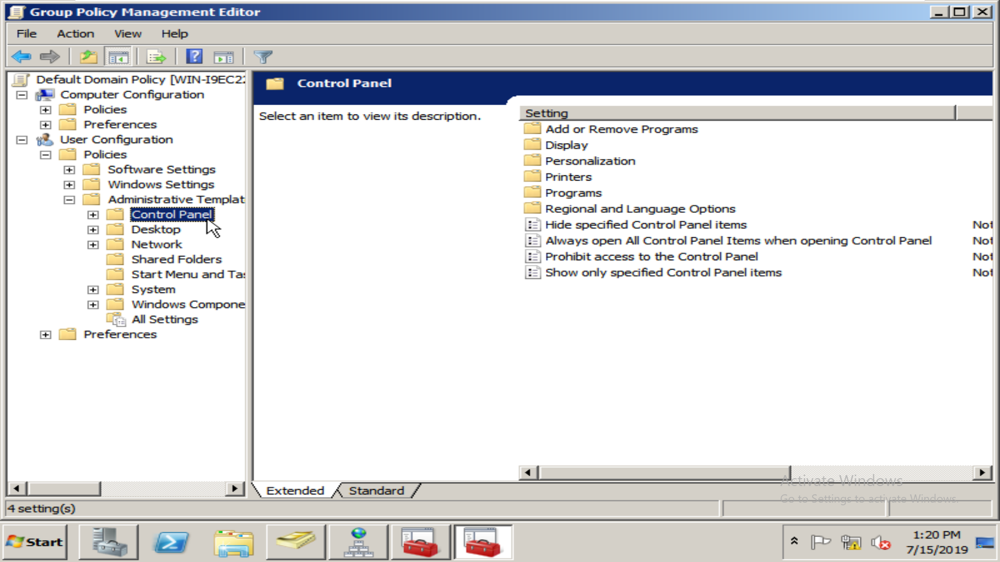 Group Policy Management Editor
File Action View Help
Default Domain Policy [WIN-I9EC22
Computer Configuration
Policies
Preferences
User Configuration
Policies
Software Settings
Windows Settings
Administrative Templat
Control Panel
Desktop
Network
Shared Folders
Start Menu and Tas
System
Windows Compone
All Settings
Preferences
Control Panel
Select an item to view its description.
Setting
Add or Remove Programs
Display
Personalization
Printers
Programs
Regional and Language Options
Hide specified Control Panel items Not
Always open All Control Panel Items when opening Control Panel Not
Prohibit access to the Control Panel Not
Show only specified Control Panel items Not
Extended Standard
Activate Windows
Go to Settings to activate Windows.
4 setting(s)
Start
1:20 PM
7/15/2019